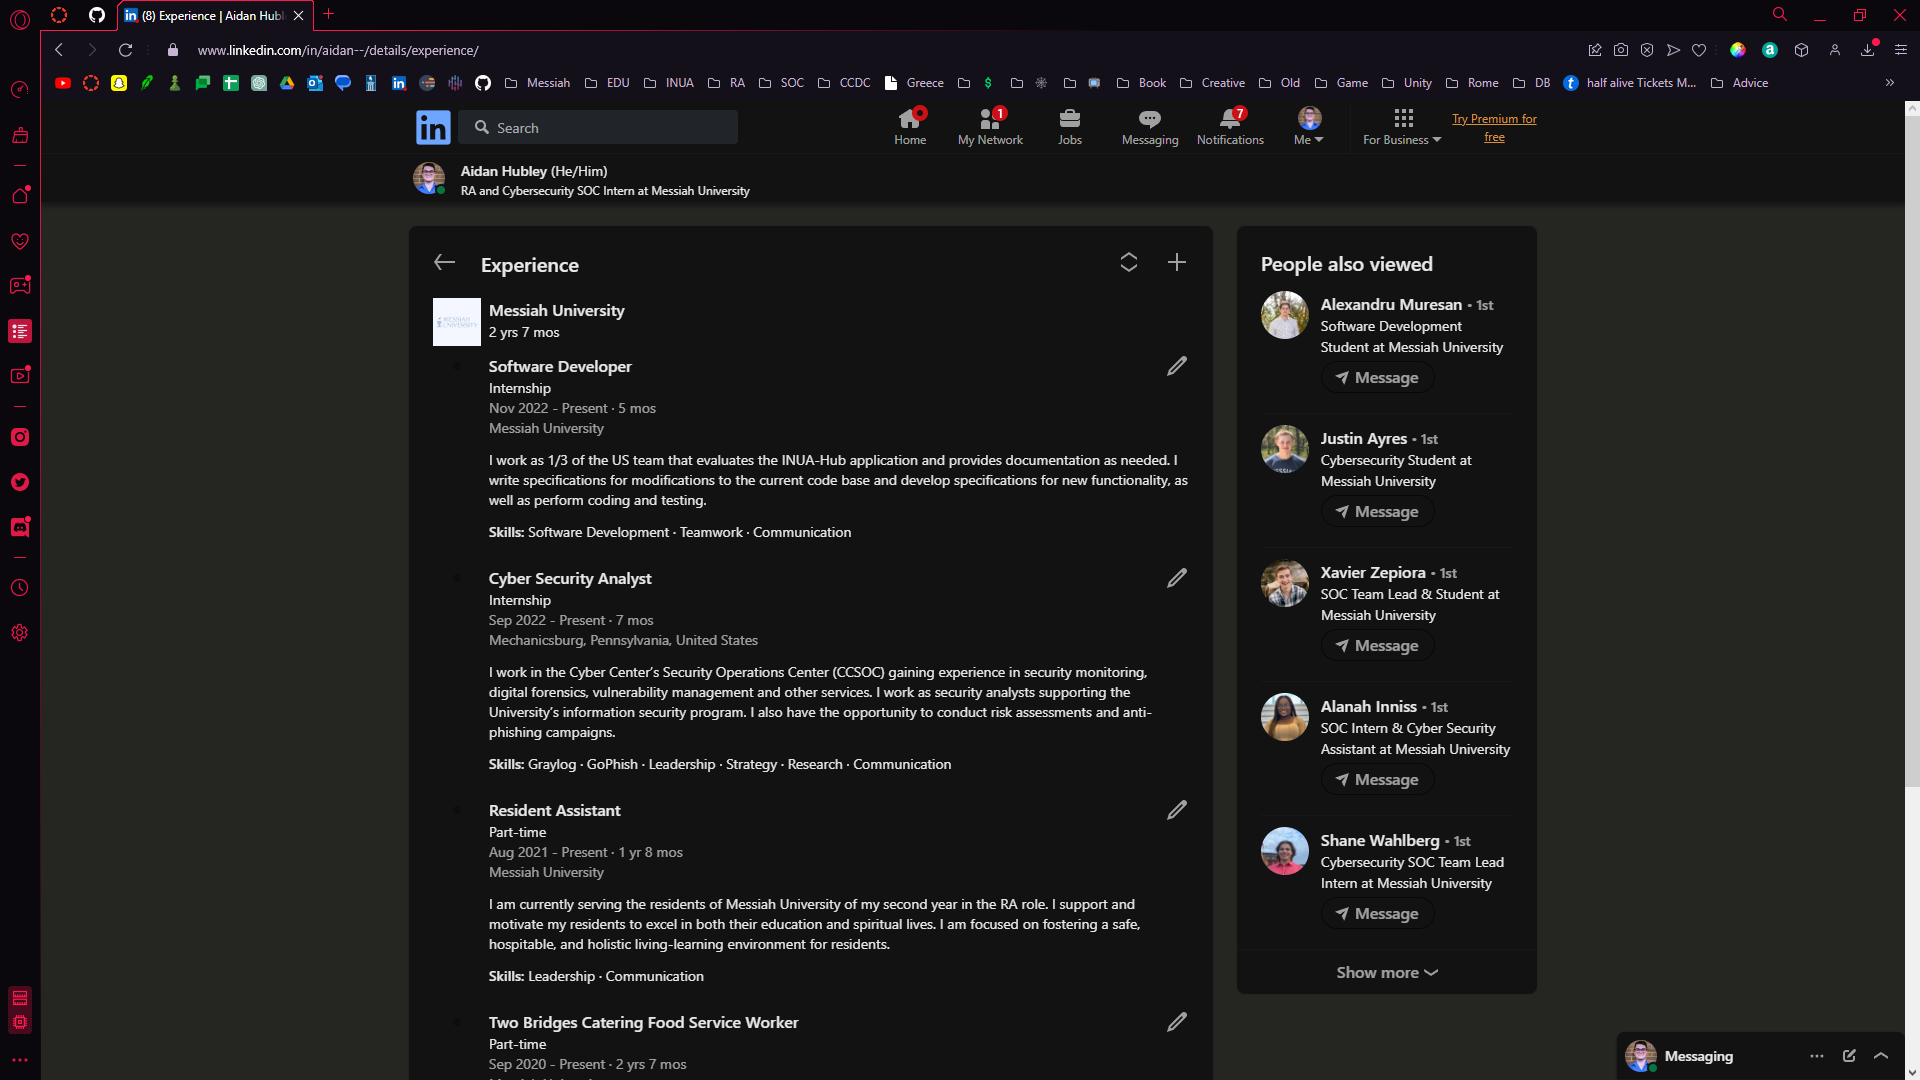 (8) Experience | Aidan Hubl
www.linkedin.com/in/aidan--/details/experience/
Messiah
EDU
INUA
RA
SOC
CCDC
Greece
$
Book
Creative
Old
Game
Unity
Rome
DB
half alive Tickets M...
Advice
in
Search
Home
1
My Network
Jobs
Messaging
7
Notifications
Me
For Business
Try Premium for
free
Aidan Hubley (He/Him)
RA and Cybersecurity SOC Intern at Messiah University
Experience
MESSIAH
UNIVERSITY
Messiah University
2 yrs 7 mos
Software Developer
Internship
Nov 2022 - Present · 5 mos
Messiah University
I work as 1/3 of the US team that evaluates the INUA-Hub application and provides documentation as needed. I
write specifications for modifications to the current code base and develop specifications for new functionality, as
well as perform coding and testing.
Skills: Software Development · Teamwork · Communication
Cyber Security Analyst
Internship
Sep 2022 - Present · 7 mos
Mechanicsburg, Pennsylvania, United States
I work in the Cyber Center’s Security Operations Center (CCSOC) gaining experience in security monitoring,
digital forensics, vulnerability management and other services. I work as security analysts supporting the
University’s information security program. I also have the opportunity to conduct risk assessments and anti-
phishing campaigns.
Skills: Graylog · GoPhish · Leadership · Strategy · Research · Communication
Resident Assistant
Part-time
Aug 2021 - Present · 1 yr 8 mos
Messiah University
I am currently serving the residents of Messiah University of my second year in the RA role. I support and
motivate my residents to excel in both their education and spiritual lives. I am focused on fostering a safe,
hospitable, and holistic living-learning environment for residents.
Skills: Leadership · Communication
Two Bridges Catering Food Service Worker
Part-time
Sep 2020 - Present · 2 yrs 7 mos
People also viewed
Alexandru Muresan · 1st
Software Development
Student at Messiah University
Message
Justin Ayres · 1st
Cybersecurity Student at
Messiah University
Message
Xavier Zepiora · 1st
SOC Team Lead & Student at
Messiah University
Message
Alanah Inniss · 1st
SOC Intern & Cyber Security
Assistant at Messiah University
Message
Shane Wahlberg · 1st
Cybersecurity SOC Team Lead
Intern at Messiah University
Message
Show more
Messaging